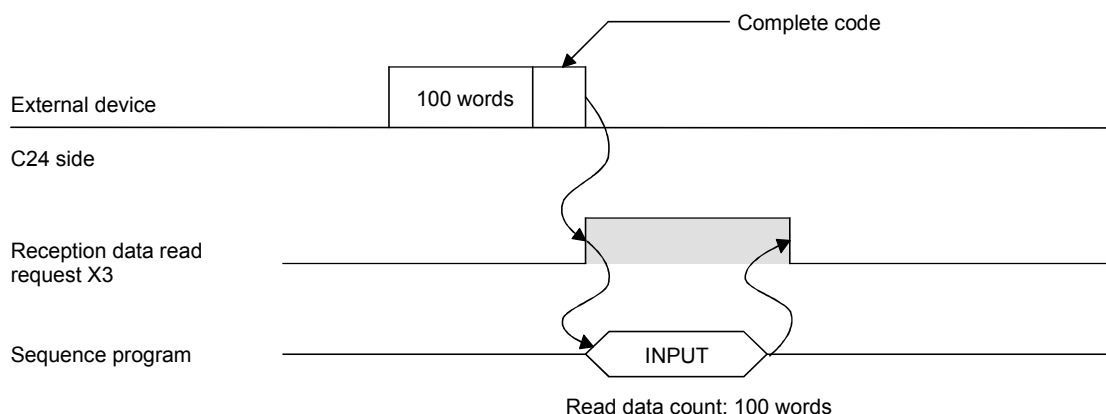 Complete code
100 words
External device
C24 side
Reception data read
request X3
Sequence program
INPUT
Read data count: 100 words